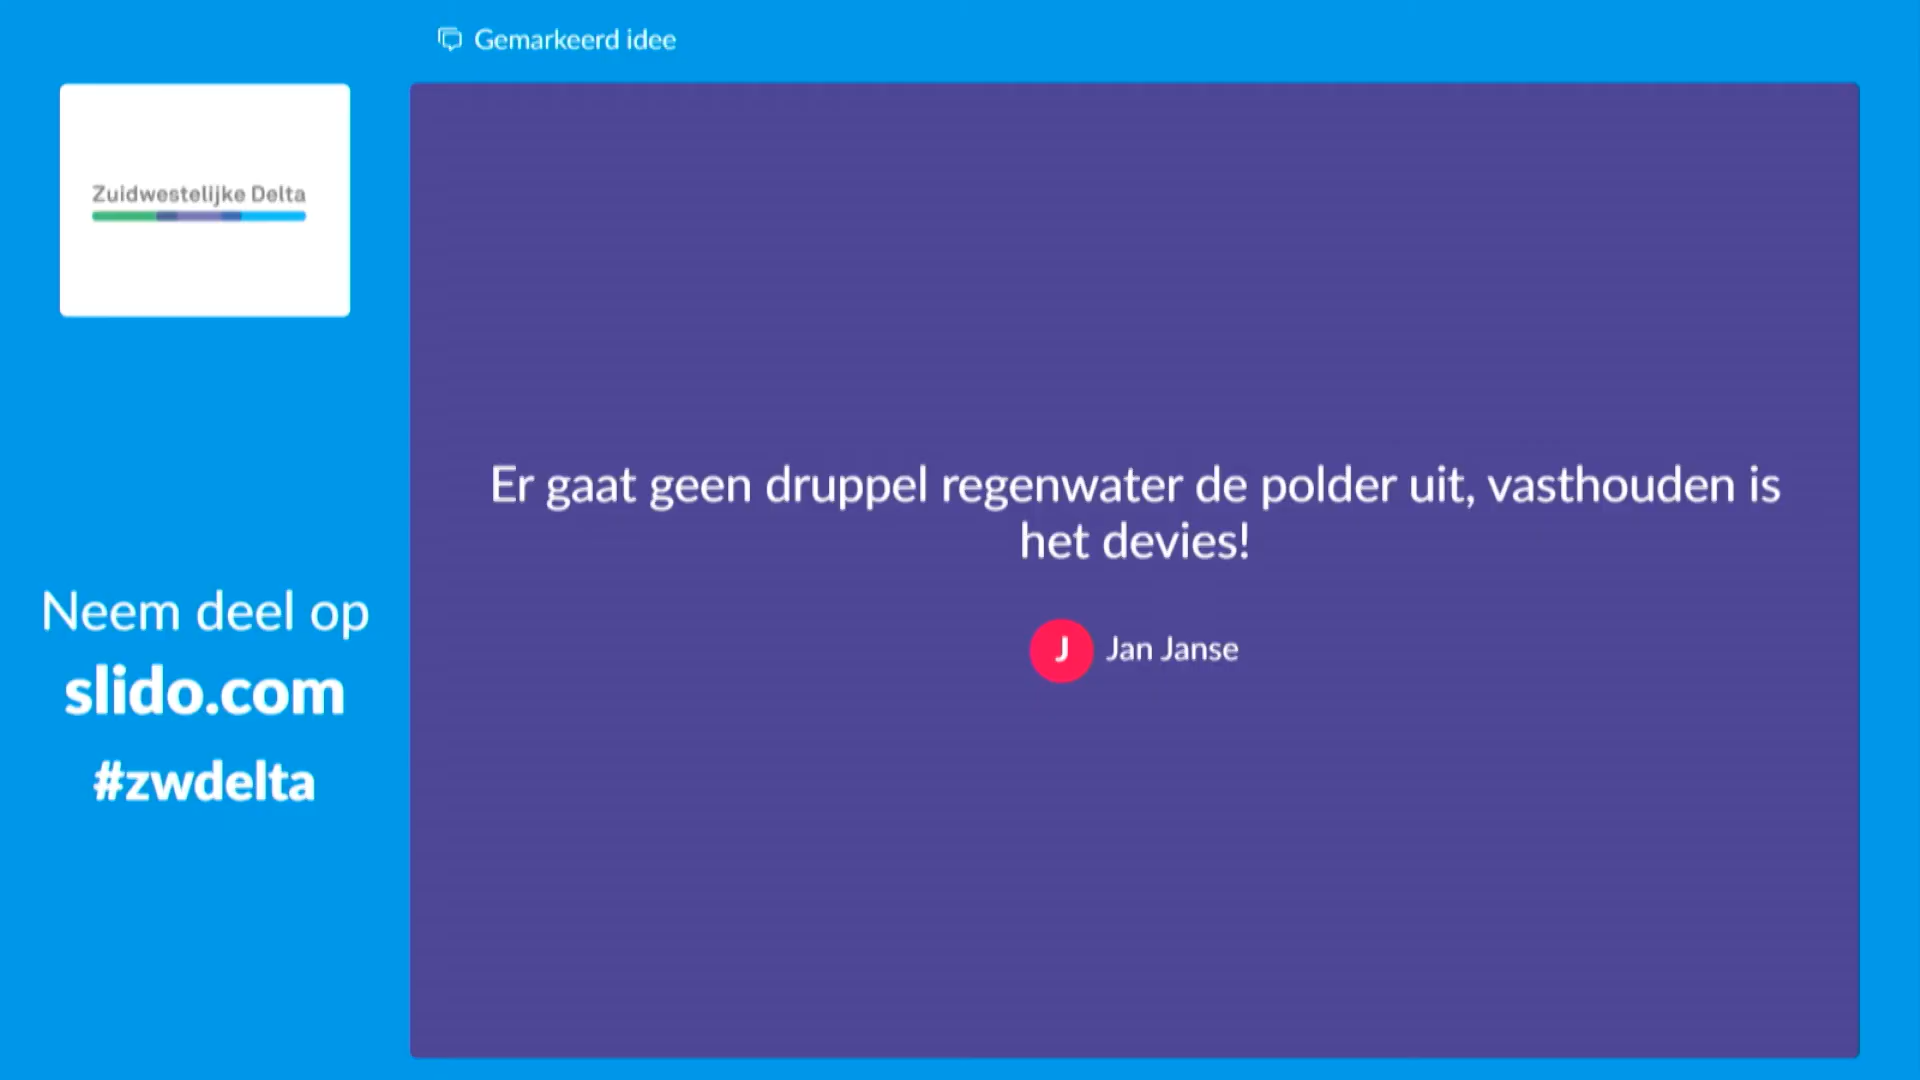 Gemarkeerd idee
Zuidwestelijke Delta
Er gaat geen druppel regenwater de polder uit, vasthouden is
het devies!
J Jan Janse
Neem deel op
slido.com
#zwdelta